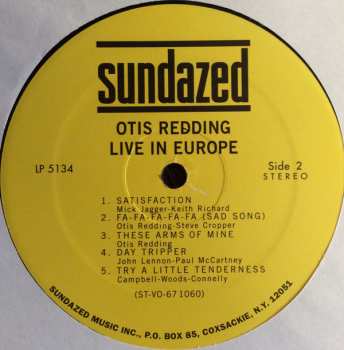 sundazed
OTIS REDDING
LIVE IN EUROPE
LP 5134
Side 2
STEREO
1. SATISFACTION
Mick Jagger-Keith Richard
2. FA-FA-FA-FA-FA (SAD SONG)
Otis Redding-Steve Cropper
3. THESE ARMS OF MINE
Otis Redding
4. DAY TRIPPER
John Lennon-Paul McCartney
5. TRY A LITTLE TENDERNESS
Campbell-Woods-Connelly
(ST-VO-67 1060)
SUNDAZED MUSIC INC., P.O. BOX 85, COXSACKIE, N.Y. 12051